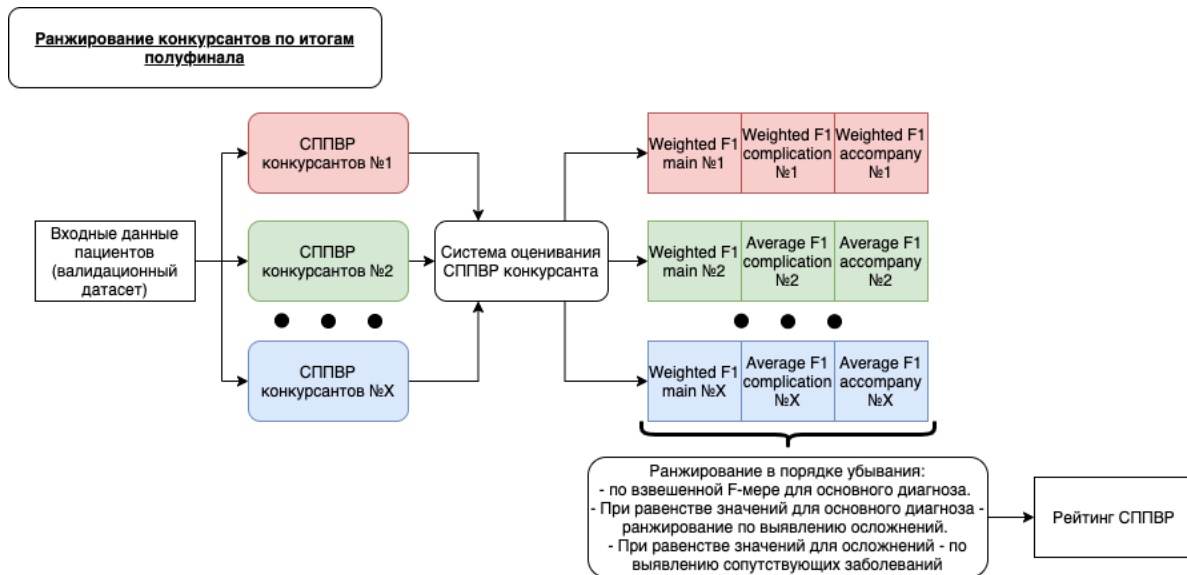 Ранжирование конкурсантов по итогам
полуфинала
СППВР
конкурсантов №1
Weighted F1
main №1
Weighted F1
complication
№1
Weighted F1
accompany
№1
Входные данные
пациентов
(валидационный
датасет)
СППВР
конкурсантов №2
Система оценивания
СППВР конкурсанта
Weighted F1
main №2
Average F1
complication
№2
Average F1
accompany
№2
СППВР
конкурсантов №X
Weighted F1
main №X
Average F1
complication
№X
Average F1
accompany
№X
Ранжирование в порядке убывания:
- по взвешенной F-мере для основного диагноза.
- При равенстве значений для основного диагноза -
ранжирование по выявлению осложнений.
- При равенстве значений для осложнений - по
выявлению сопутствующих заболеваний
Рейтинг СППВР